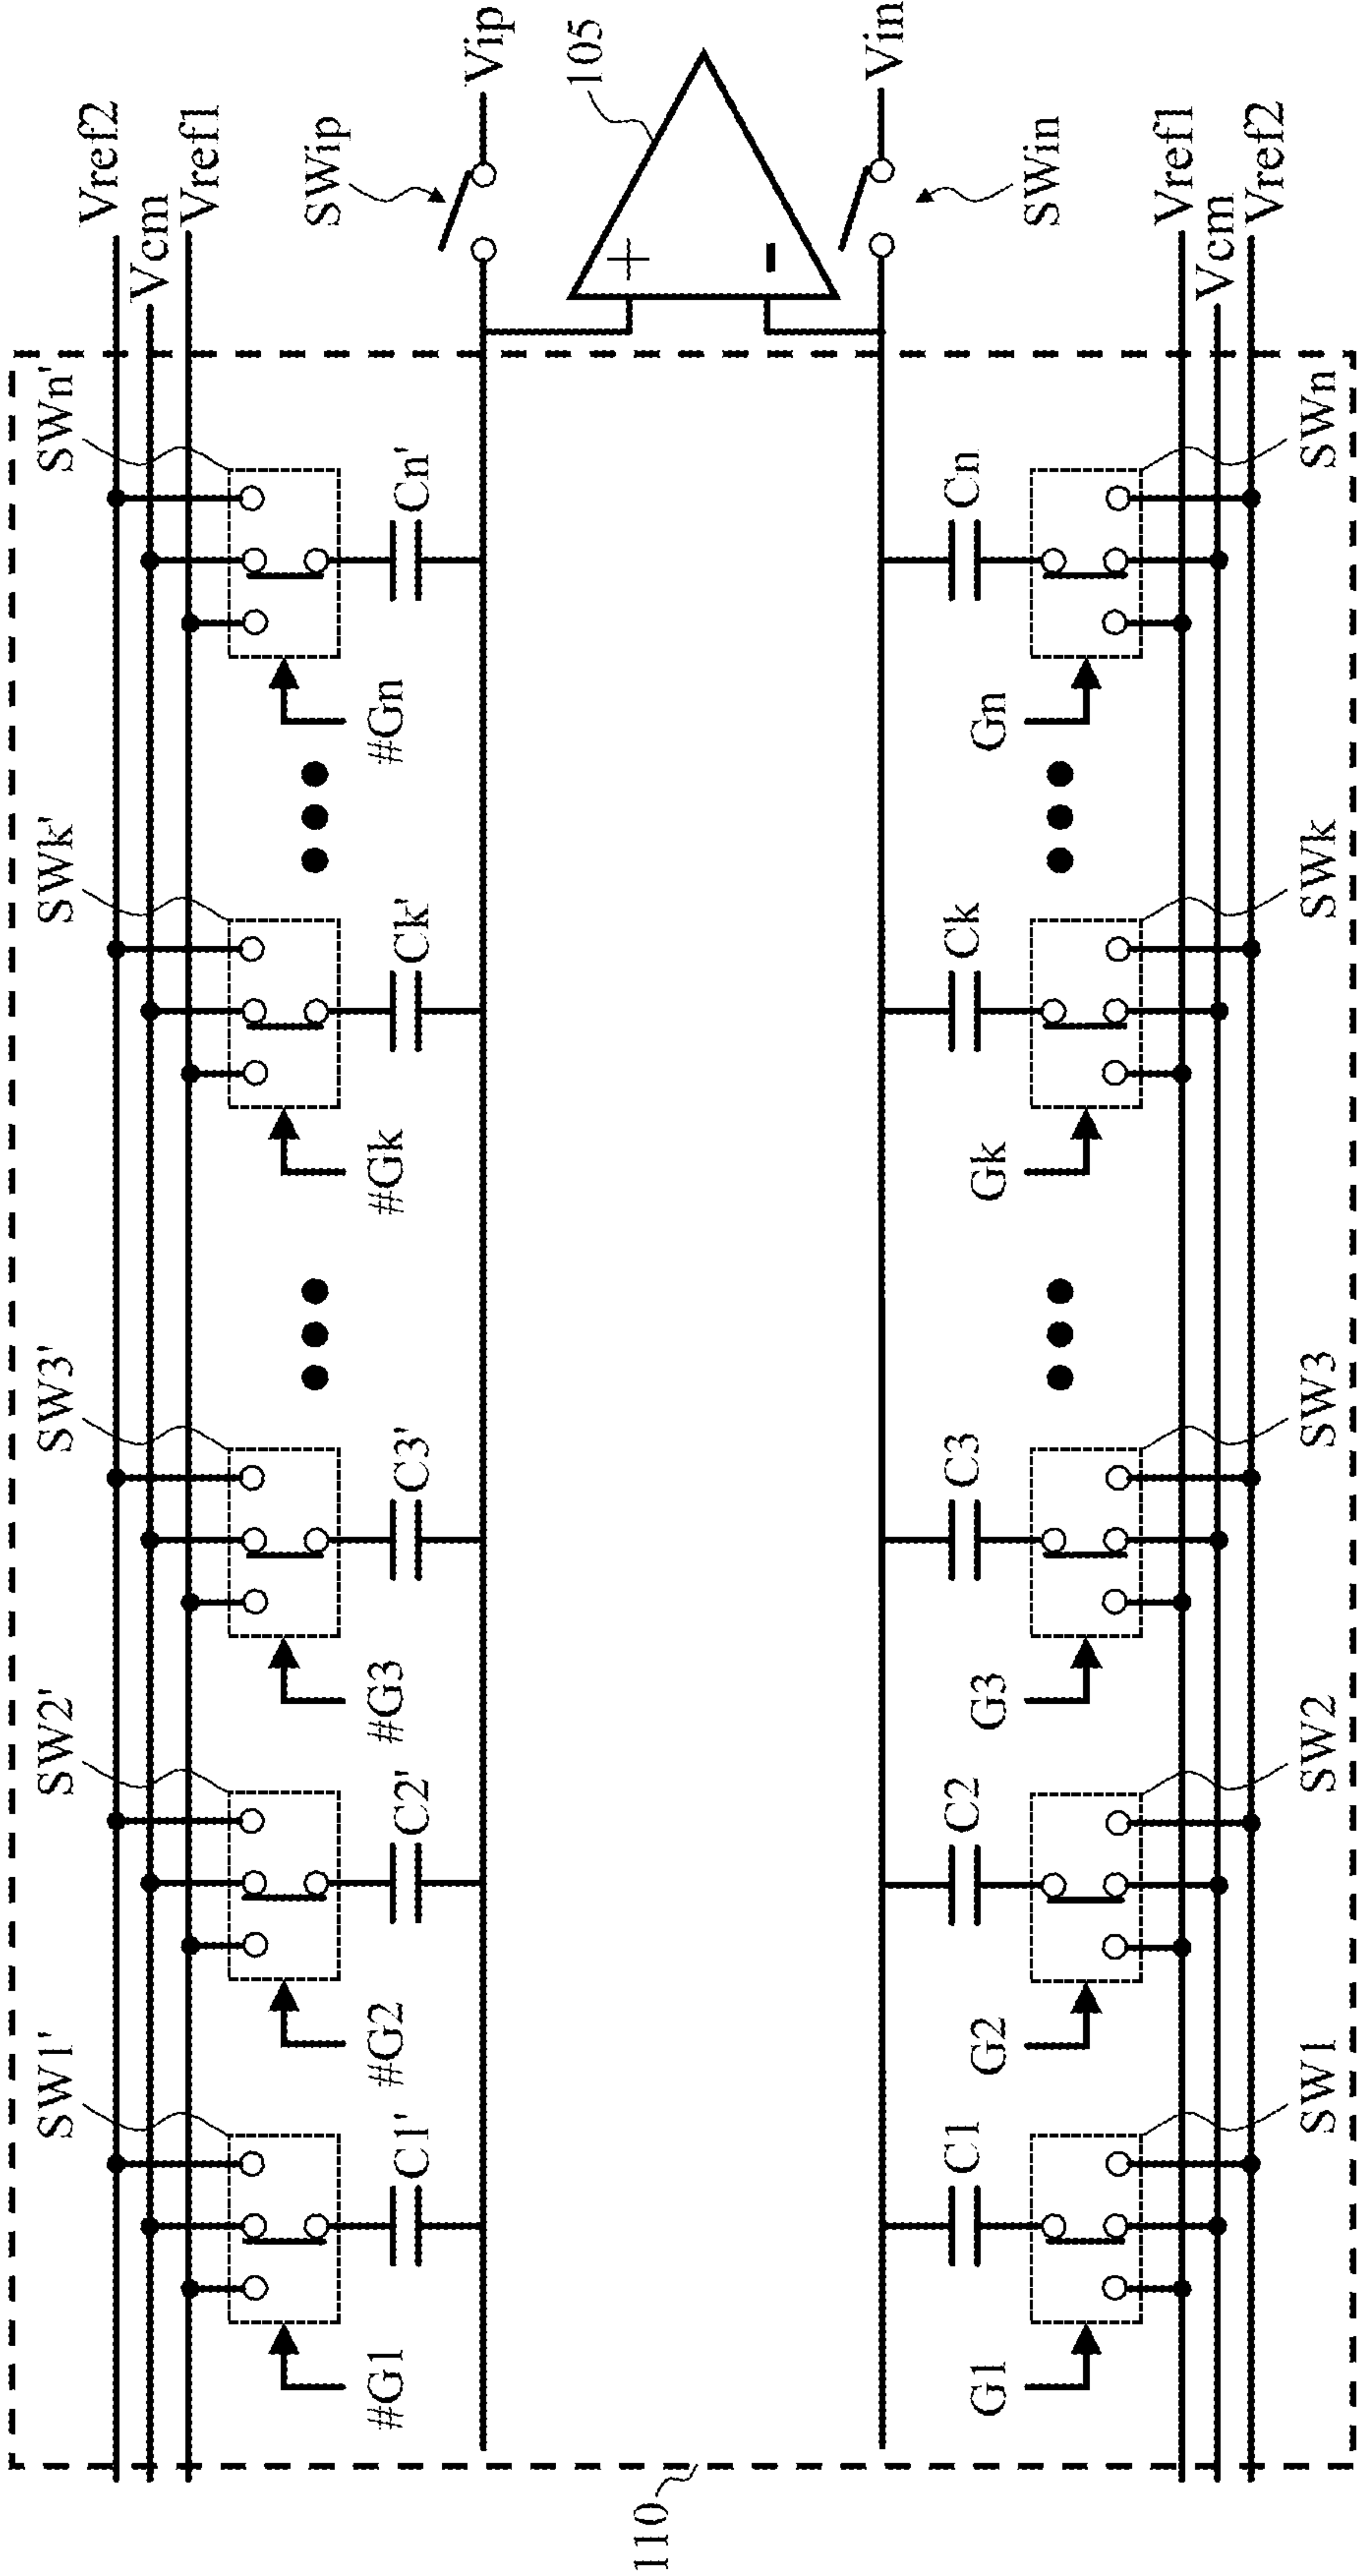 SW1' SW2' SW3' SWk' SWn'
Vref2
Vcm
Vref1
#G1 #G2 #G3 #Gk #Gn
C1' C2' C3' Ck' Cn'
SWip
Vip
110
+
-
105
Vin
SWin
C1 C2 C3 Ck Cn
G1 G2 G3 Gk Gn
Vref1
Vcm
Vref2
SW1 SW2 SW3 SWk SWn